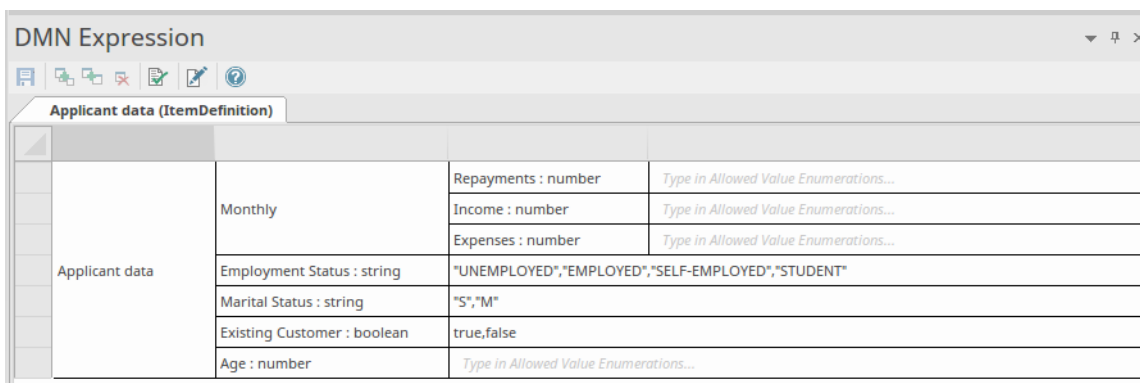 DMN Expression
Applicant data (ItemDefinition)
Repayments : number Type in Allowed Value Enumerations...
Monthly Income : number Type in Allowed Value Enumerations...
Expenses : number Type in Allowed Value Enumerations...
Applicant data Employment Status : string "UNEMPLOYED","EMPLOYED","SELF-EMPLOYED","STUDENT"
Marital Status : string "S","M"
Existing Customer : boolean true,false
Age : number Type in Allowed Value Enumerations...